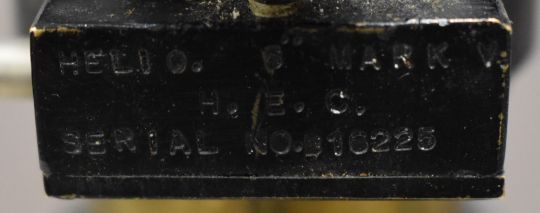 HELIO. 5" MARK V.
H. E. C.
SERIAL NO. 16225